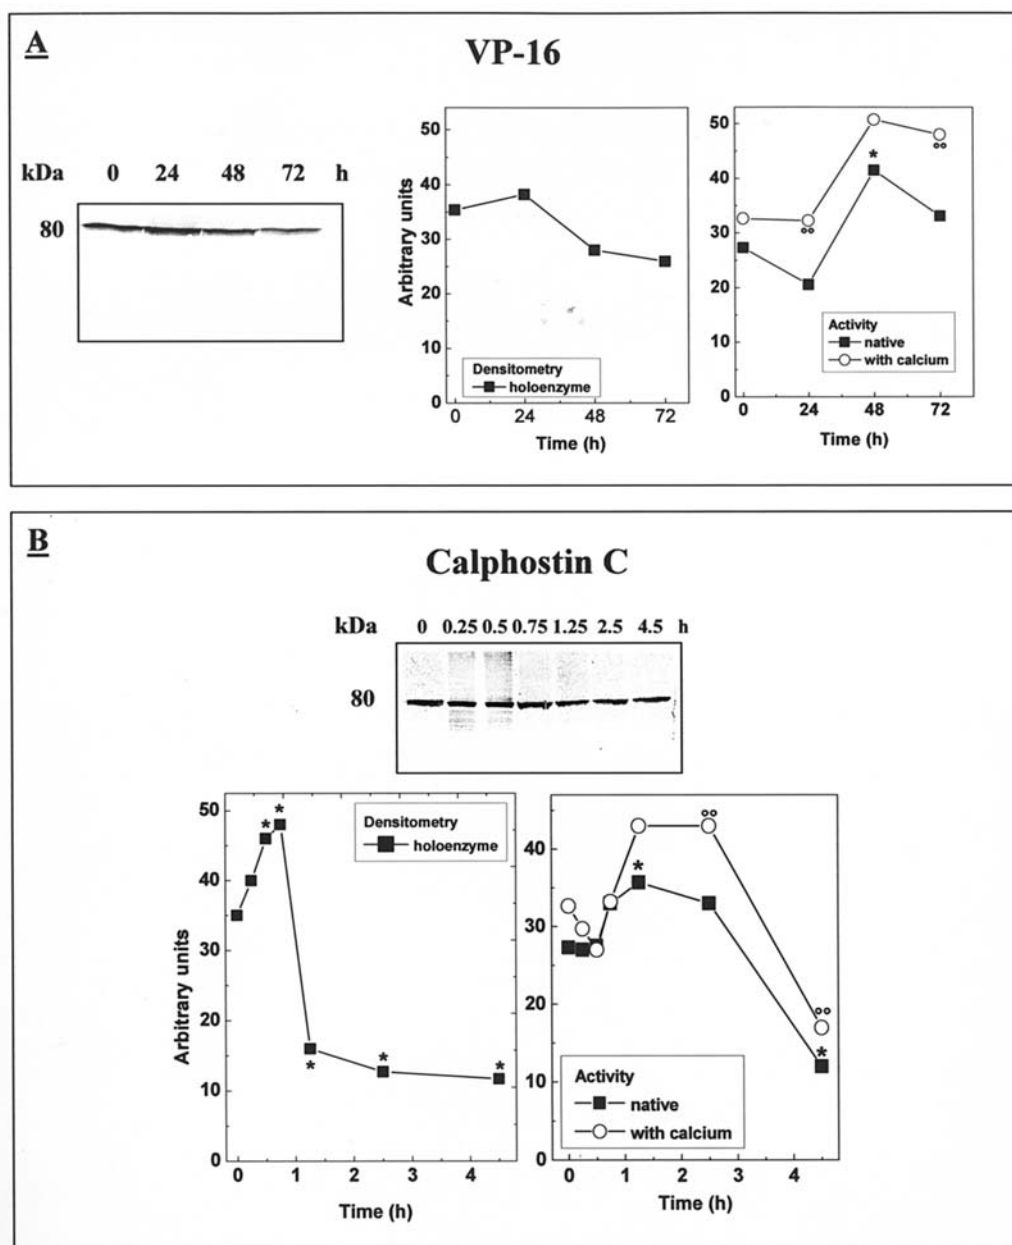 A
VP-16
kDa 0 24 48 72 h
80
Arbitrary units
50
40
30
20
10
0
Densitometry
holoenzyme
0 24 48 72
Time (h)
50
40
30
20
10
0
*
°°
°°
Activity
native
with calcium
0 24 48 72
Time (h)
B
Calphostin C
kDa 0 0.25 0.5 0.75 1.25 2.5 4.5 h
80
Arbitrary units
50
40
30
20
10
0
Densitometry
holoenzyme
* * * * *
0 1 2 3 4
Time (h)
40
30
20
10
0
°°
*
°°
*
Activity
native
with calcium
0 1 2 3 4
Time (h)